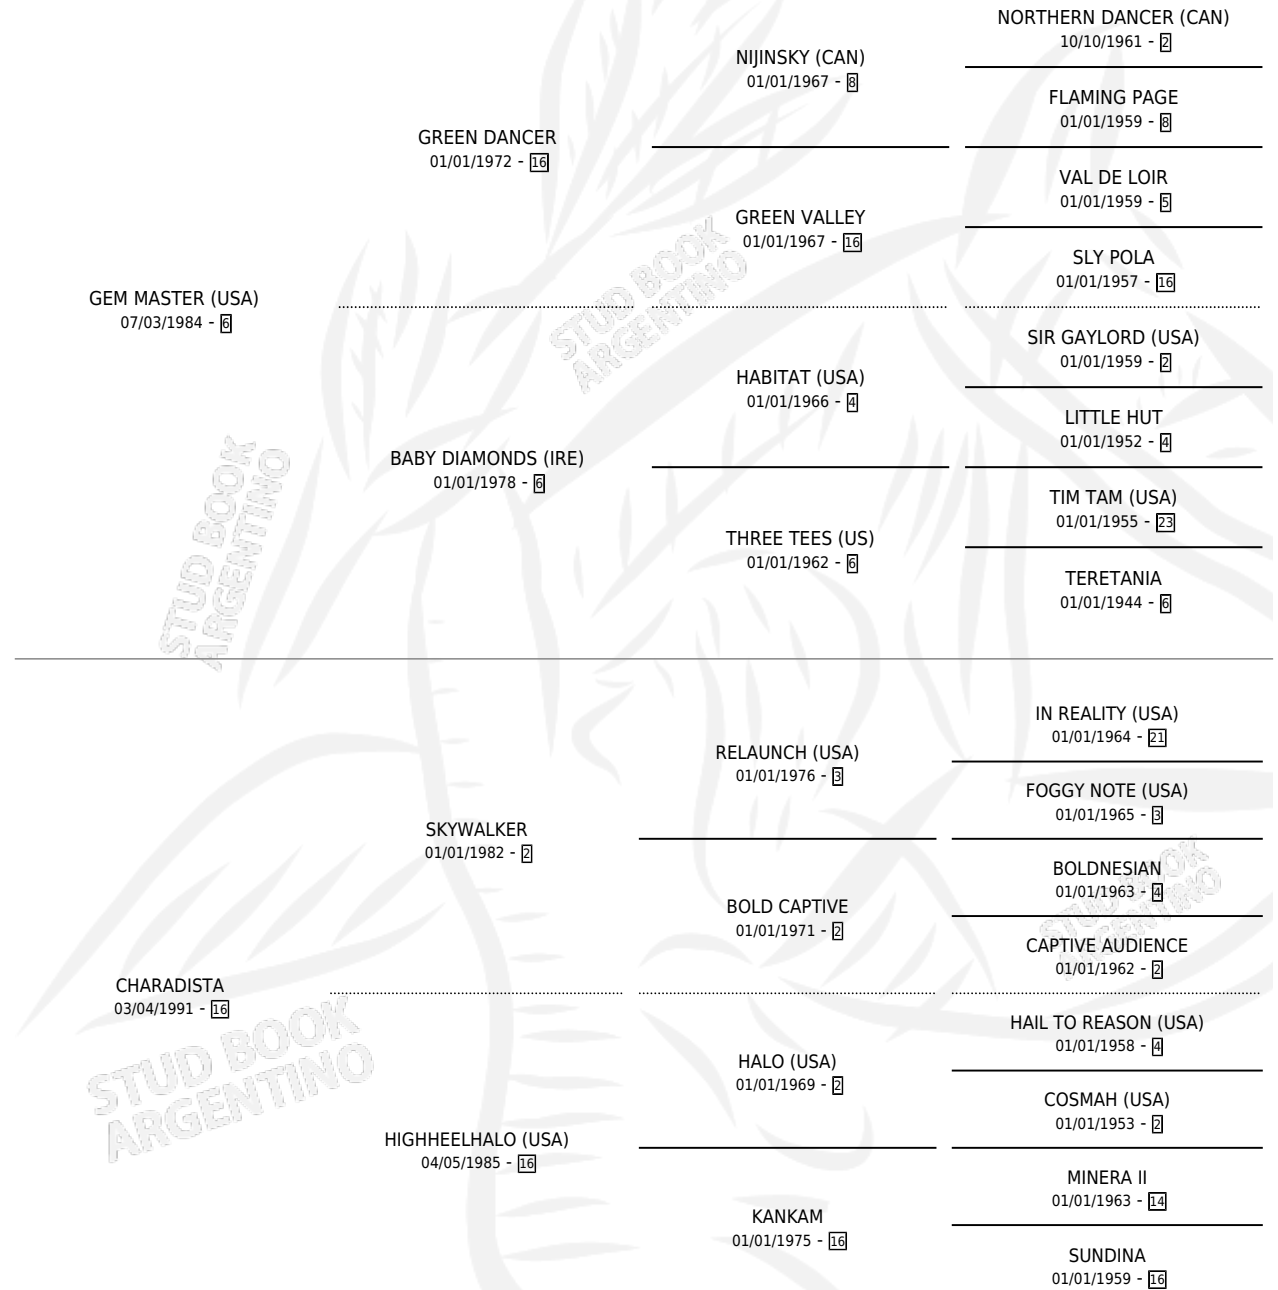 NORTHERN DANCER (CAN)
10/10/1961 - 2
NIJINSKY (CAN)
01/01/1967 - 8
FLAMING PAGE
01/01/1959 - 8
GREEN DANCER
01/01/1972 - 16
VAL DE LOIR
01/01/1959 - 5
GREEN VALLEY
01/01/1967 - 16
SLY POLA
01/01/1957 - 16
GEM MASTER (USA)
07/03/1984 - 6
SIR GAYLORD (USA)
01/01/1959 - 2
HABITAT (USA)
01/01/1966 - 4
LITTLE HUT
01/01/1952 - 4
BABY DIAMONDS (IRE)
01/01/1978 - 6
TIM TAM (USA)
01/01/1955 - 23
THREE TEES (US)
01/01/1962 - 6
TERETANIA
01/01/1944 - 6
IN REALITY (USA)
01/01/1964 - 21
RELAUNCH (USA)
01/01/1976 - 3
FOGGY NOTE (USA)
01/01/1965 - 3
SKYWALKER
01/01/1982 - 2
BOLDNESIAN
01/01/1963 - 4
BOLD CAPTIVE
01/01/1971 - 2
CAPTIVE AUDIENCE
01/01/1962 - 2
CHARADISTA
03/04/1991 - 16
HAIL TO REASON (USA)
01/01/1958 - 4
HALO (USA)
01/01/1969 - 2
COSMAH (USA)
01/01/1953 - 2
HIGHHEELHALO (USA)
04/05/1985 - 16
MINERA II
01/01/1963 - 14
KANKAM
01/01/1975 - 16
SUNDINA
01/01/1959 - 16
STUD BOOK
ARGENTINO
STUD BOOK
ARGENTINO
STUD BOOK
ARGENTINO
STUD BOOK
ARGENTINO